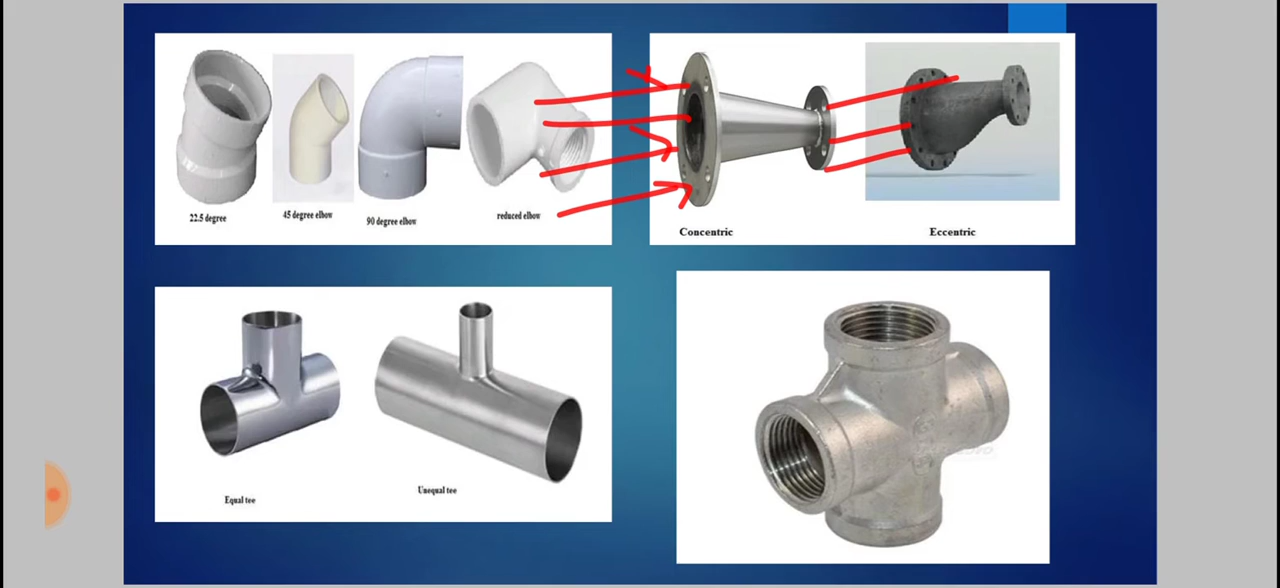 22.5 degree
45 degree elbow
90 degree elbow
reduced elbow
Concentric
Eccentric
Equal tee
Unequal tee